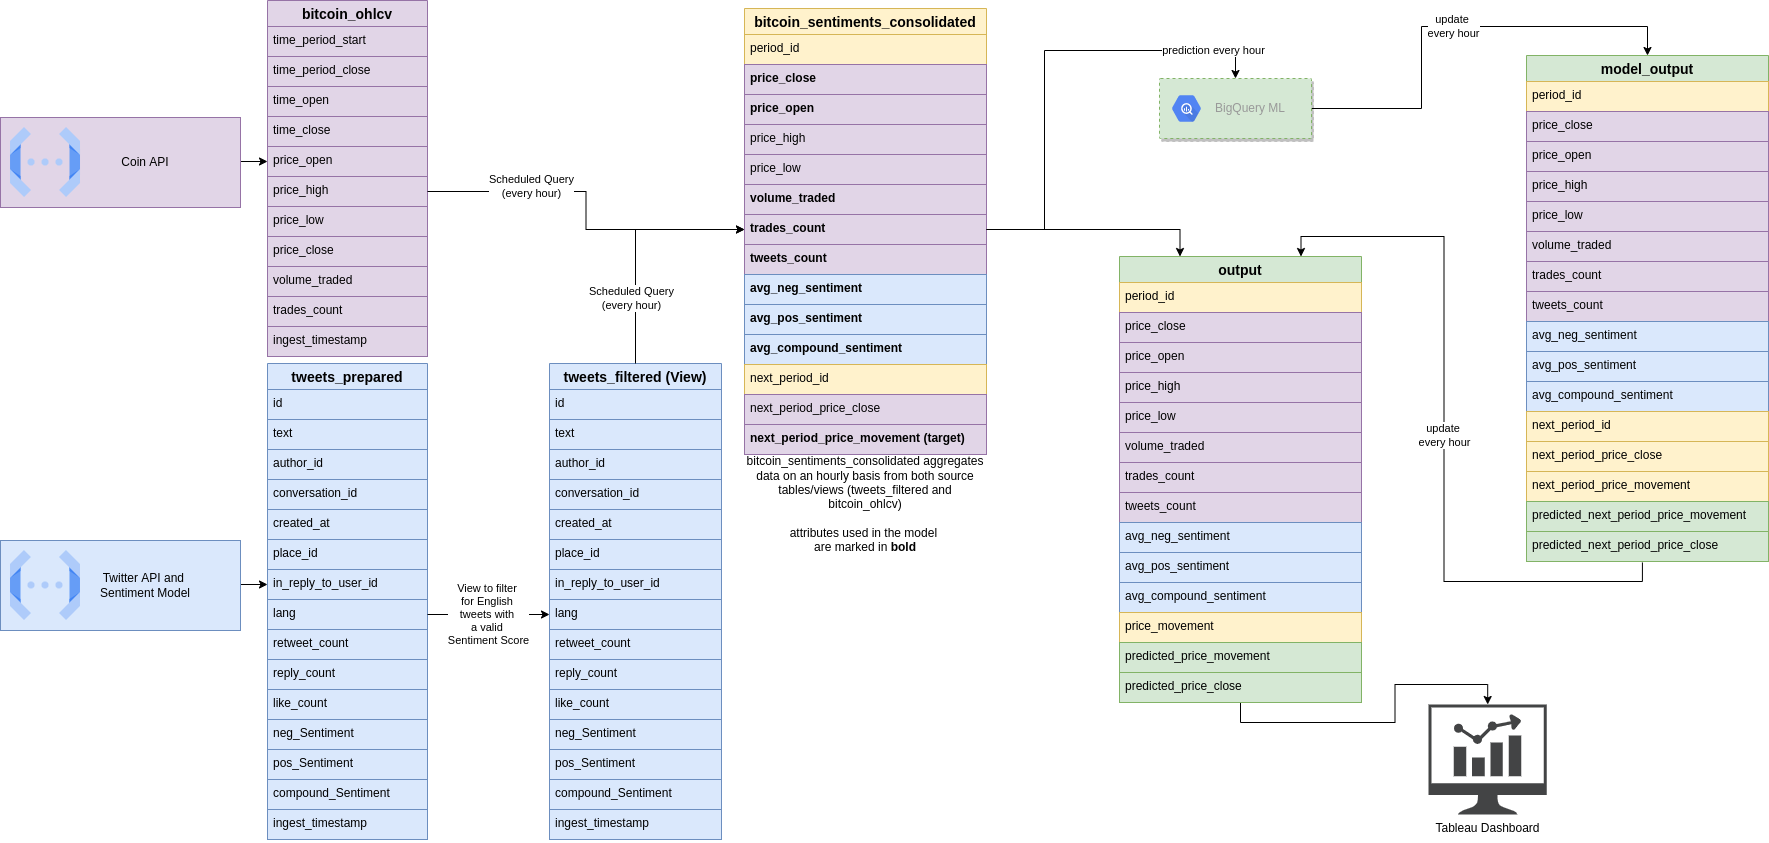 Coin API
Twitter API and
Sentiment Model
bitcoin_ohlcv
time_period_start
time_period_close
time_open
time_close
price_open
price_high
price_low
price_close
volume_traded
trades_count
ingest_timestamp
tweets_prepared
id
text
author_id
conversation_id
created_at
place_id
in_reply_to_user_id
lang
retweet_count
reply_count
like_count
neg_Sentiment
pos_Sentiment
compound_Sentiment
ingest_timestamp
View to filter
for English
tweets with
a valid
Sentiment Score
Scheduled Query
(every hour)
Scheduled Query
(every hour)
tweets_filtered (View)
id
text
author_id
conversation_id
created_at
place_id
in_reply_to_user_id
lang
retweet_count
reply_count
like_count
neg_Sentiment
pos_Sentiment
compound_Sentiment
ingest_timestamp
bitcoin_sentiments_consolidated
period_id
price_close
price_open
price_high
price_low
volume_traded
trades_count
tweets_count
avg_neg_sentiment
avg_pos_sentiment
avg_compound_sentiment
next_period_id
next_period_price_close
next_period_price_movement (target)
bitcoin_sentiments_consolidated aggregates
data on an hourly basis from both source
tables/views (tweets_filtered and
bitcoin_ohlcv)
attributes used in the model
are marked in bold
prediction every hour
BigQuery ML
update
every hour
output
period_id
price_close
price_open
price_high
price_low
volume_traded
trades_count
tweets_count
avg_neg_sentiment
avg_pos_sentiment
avg_compound_sentiment
price_movement
predicted_price_movement
predicted_price_close
update
every hour
model_output
period_id
price_close
price_open
price_high
price_low
volume_traded
trades_count
tweets_count
avg_neg_sentiment
avg_pos_sentiment
avg_compound_sentiment
next_period_id
next_period_price_close
next_period_price_movement
predicted_next_period_price_movement
predicted_next_period_price_close
Tableau Dashboard